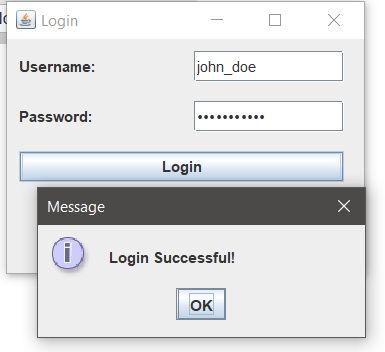 Login
Username:
john_doe
Password:
•••••••••••
Login
Message
Login Successful!
OK